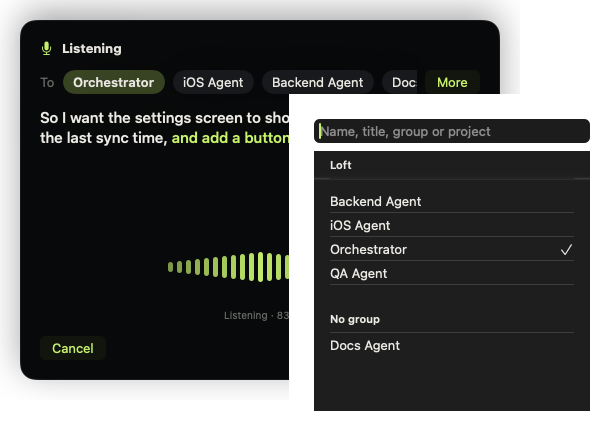 Listening
To Orchestrator iOS Agent Backend Agent Docs More
So I want the settings screen to sho
the last sync time, and add a button
Listening · 83
Cancel
Name, title, group or project
Loft
Backend Agent
iOS Agent
Orchestrator
QA Agent
No group
Docs Agent